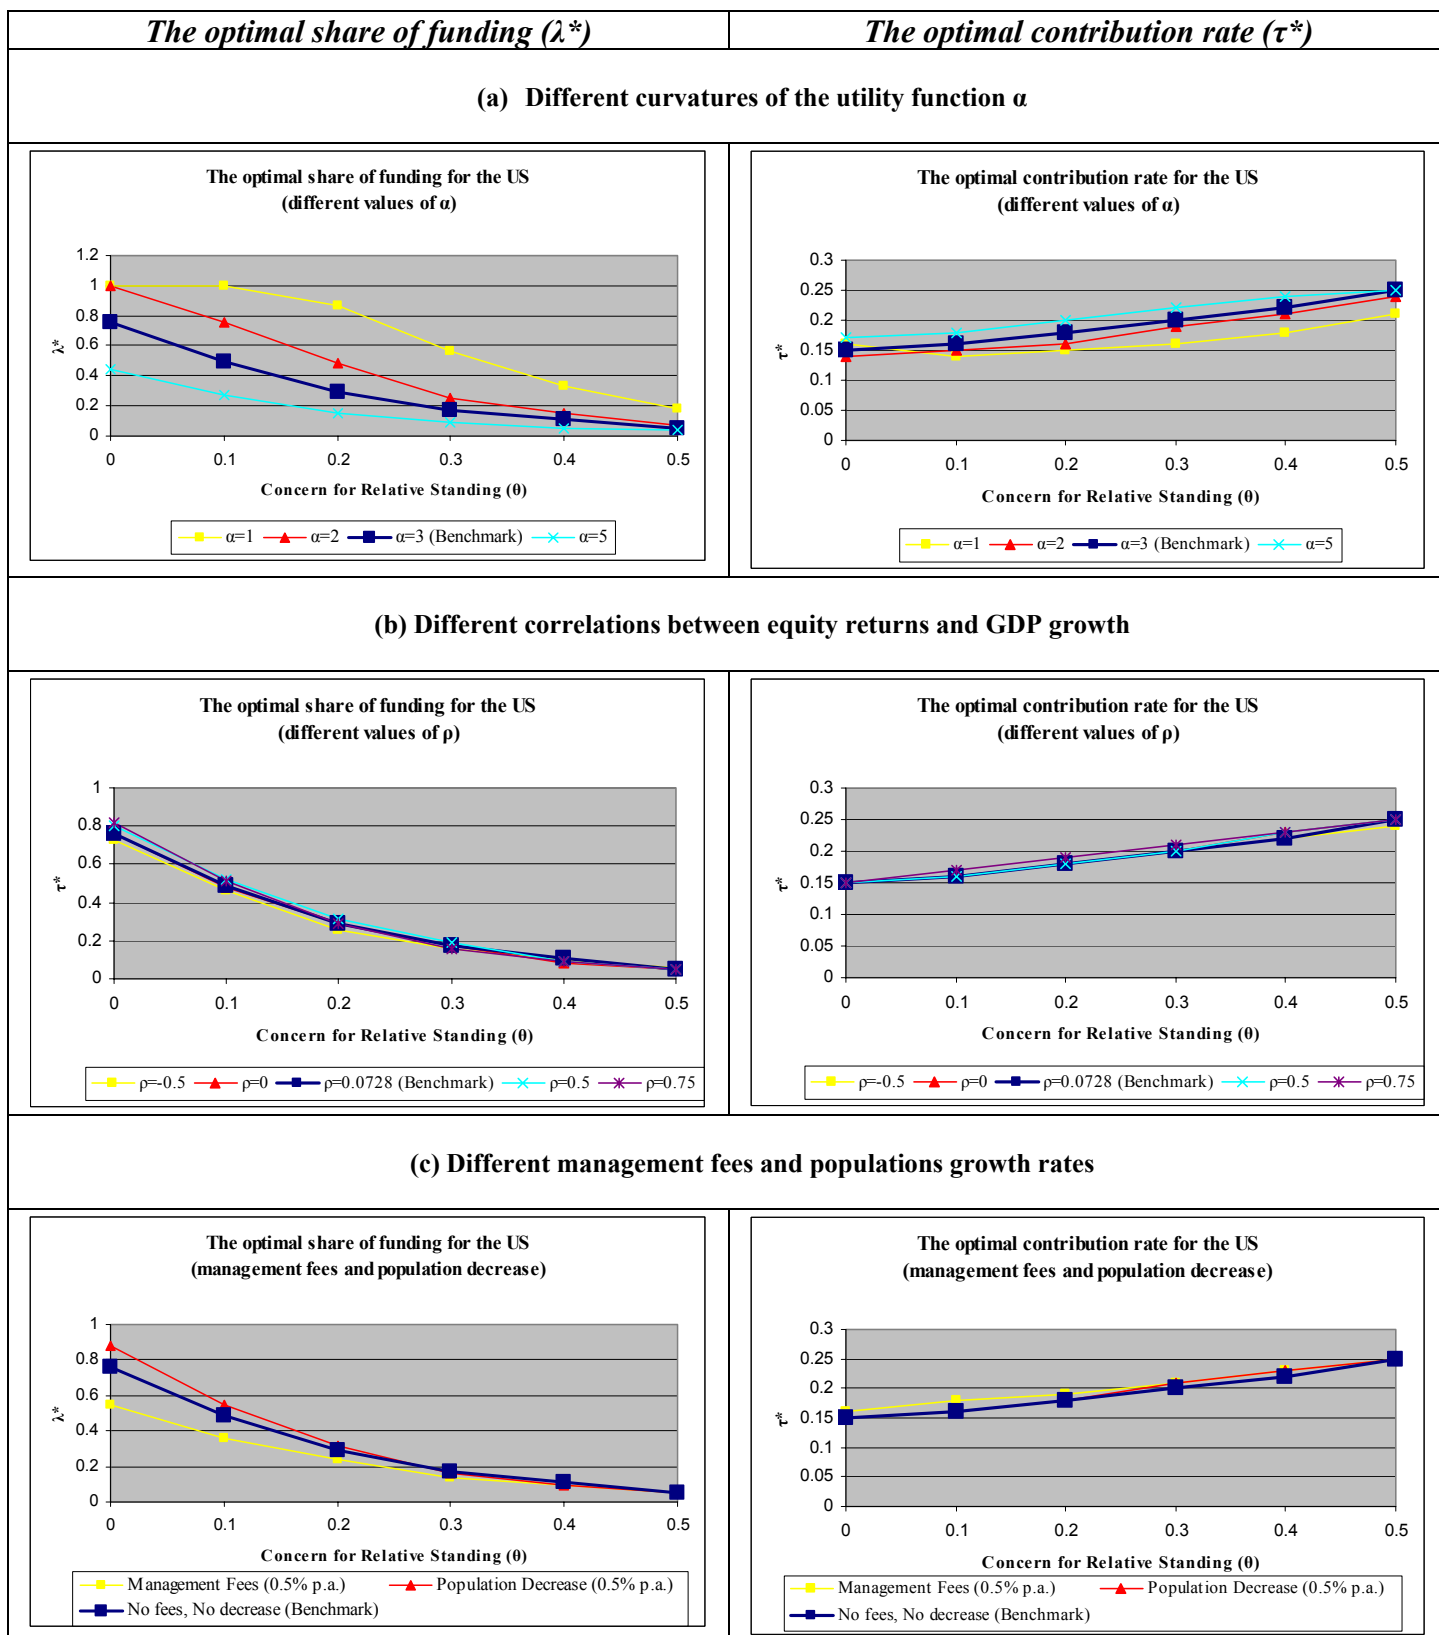 The optimal share of funding (λ*)
The optimal contribution rate (τ*)
(a) Different curvatures of the utility function α
The optimal share of funding for the US
(different values of α)
λ*
1.2
1
0.8
0.6
0.4
0.2
0
0 0.1 0.2 0.3 0.4 0.5
Concern for Relative Standing (θ)
α=1 α=2 α=3 (Benchmark) α=5
The optimal contribution rate for the US
(different values of α)
τ*
0.3
0.25
0.2
0.15
0.1
0.05
0
0 0.1 0.2 0.3 0.4 0.5
Concern for Relative Standing (θ)
α=1 α=2 α=3 (Benchmark) α=5
(b) Different correlations between equity returns and GDP growth
The optimal share of funding for the US
(different values of ρ)
τ*
1
0.8
0.6
0.4
0.2
0
0 0.1 0.2 0.3 0.4 0.5
Concern for Relative Standing (θ)
ρ=-0.5 ρ=0 ρ=0.0728 (Benchmark) ρ=0.5 ρ=0.75
The optimal contribution rate for the US
(different values of ρ)
τ*
0.3
0.25
0.2
0.15
0.1
0.05
0
0 0.1 0.2 0.3 0.4 0.5
Concern for Relative Standing (θ)
ρ=-0.5 ρ=0 ρ=0.0728 (Benchmark) ρ=0.5 ρ=0.75
(c) Different management fees and populations growth rates
The optimal share of funding for the US
(management fees and population decrease)
λ*
1
0.8
0.6
0.4
0.2
0
0 0.1 0.2 0.3 0.4 0.5
Concern for Relative Standing (θ)
Management Fees (0.5% p.a.) Population Decrease (0.5% p.a.)
No fees, No decrease (Benchmark)
The optimal contribution rate for the US
(management fees and population decrease)
τ*
0.3
0.25
0.2
0.15
0.1
0.05
0
0 0.1 0.2 0.3 0.4 0.5
Concern for Relative Standing (θ)
Management Fees (0.5% p.a.) Population Decrease (0.5% p.a.)
No fees, No decrease (Benchmark)